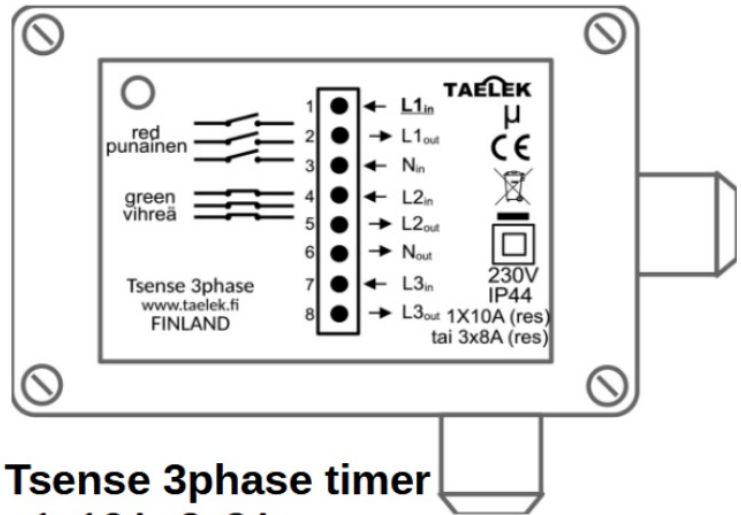 TAELEK
µ
CE
red
punainen
green
vihreä
1 L1in
2 L1out
3 Nin
4 L2in
5 L2out
6 Nout
7 L3in
8 L3out
Tsense 3phase
www.taelek.fi
FINLAND
230V
IP44
1X10A (res)
tai 3x8A (res)
Tsense 3phase timer